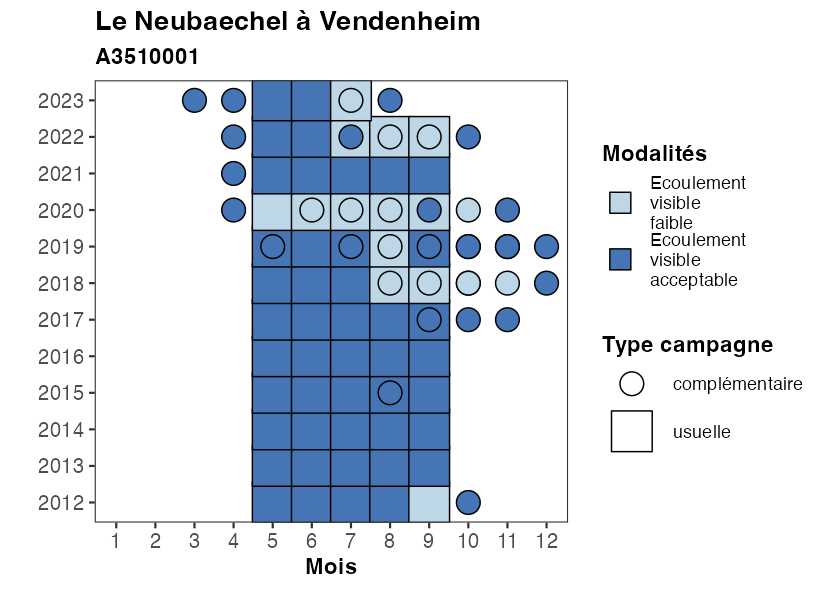 Le Neubaechel à Vendenheim
A3510001
2023
2022
2021
2020
2019
2018
2017
2016
2015
2014
2013
2012
1 2 3 4 5 6 7 8 9 10 11 12
Mois
Modalités
Ecoulement
visible
faible
Ecoulement
visible
acceptable
Type campagne
complémentaire
usuelle